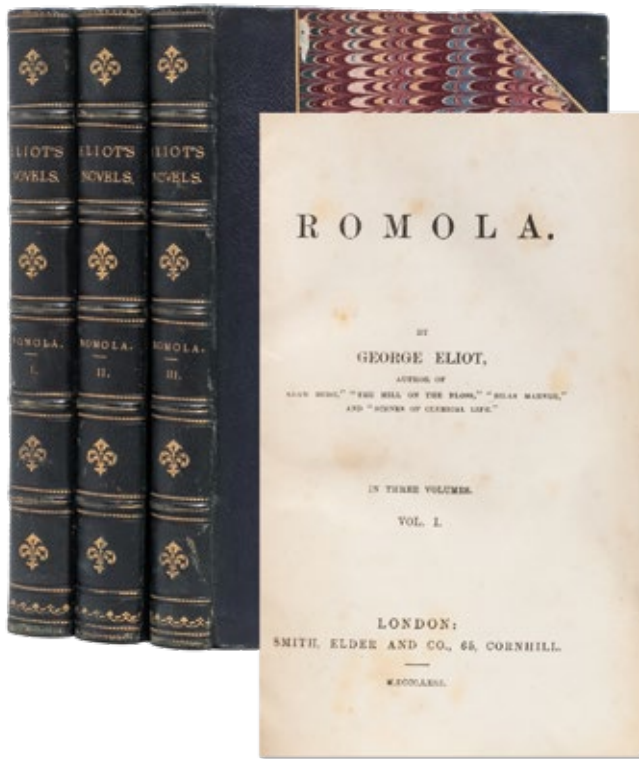 ELIOT'S
NOVELS.
ROMOLA.
I.
ELIOT'S
NOVELS.
ROMOLA.
II.
ELIOT'S
NOVELS.
ROMOLA.
III.
ROMOLA.
BY
GEORGE ELIOT,
AUTHOR OF
"ADAM BEDE," "THE MILL ON THE FLOSS," "SILAS MARNER,"
AND "SCENES OF CLERICAL LIFE."
IN THREE VOLUMES.
VOL. I.
LONDON:
SMITH, ELDER AND CO., 65, CORNHILL.